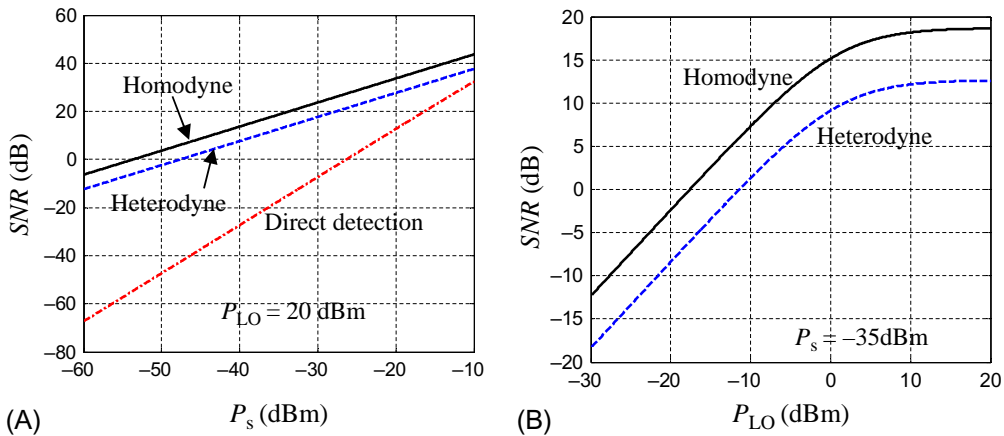 60
40
20
0
–20
–40
–60
–80
SNR (dB)
Homodyne
Heterodyne
Direct detection
P_LO = 20 dBm
–60 –50 –40 –30 –20 –10
(A) P_s (dBm)
20
15
10
5
0
–5
–10
–15
–20
SNR (dB)
Homodyne
Heterodyne
P_s = –35dBm
–30 –20 –10 0 10 20
(B) P_LO (dBm)